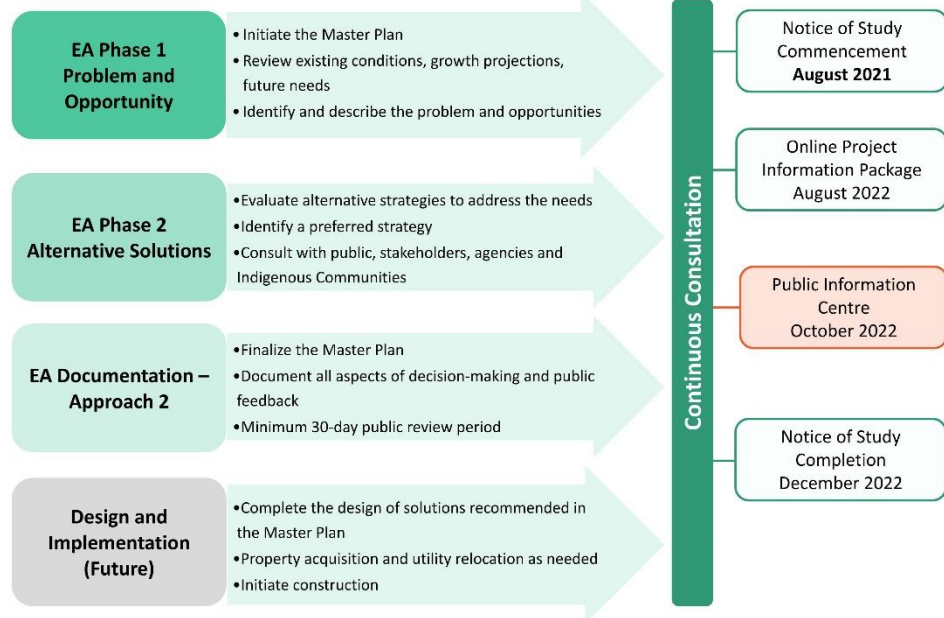 EA Phase 1
Problem and
Opportunity
• Initiate the Master Plan
• Review existing conditions, growth projections,
future needs
• Identify and describe the problem and opportunities
EA Phase 2
Alternative Solutions
•Evaluate alternative strategies to address the needs
•Identify a preferred strategy
•Consult with public, stakeholders, agencies and
Indigenous Communities
EA Documentation –
Approach 2
•Finalize the Master Plan
•Document all aspects of decision-making and public
feedback
•Minimum 30-day public review period
Design and
Implementation
(Future)
•Complete the design of solutions recommended in
the Master Plan
•Property acquisition and utility relocation as needed
•Initiate construction
Continuous Consultation
Notice of Study
Commencement
August 2021
Online Project
Information Package
August 2022
Public Information
Centre
October 2022
Notice of Study
Completion
December 2022